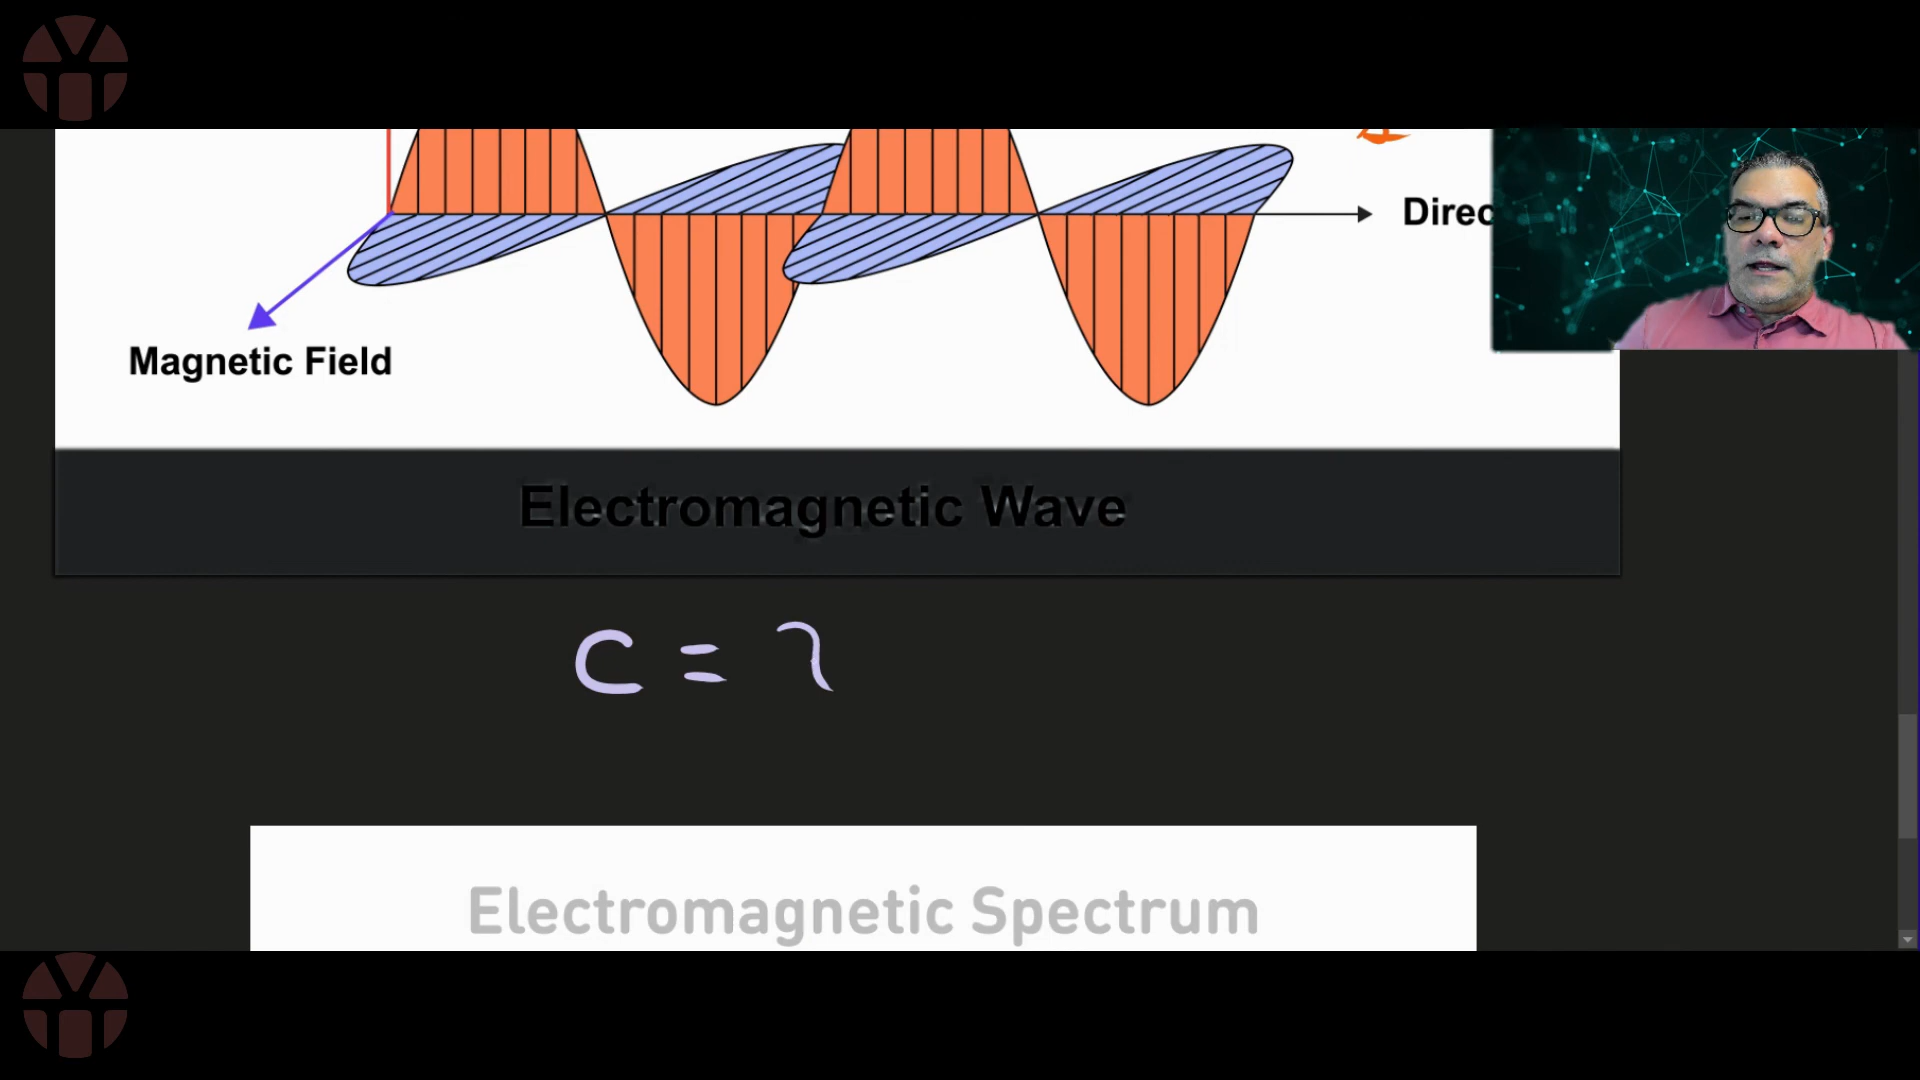 Direc
Magnetic Field
Electromagnetic Wave
C =
Electromagnetic Spectrum